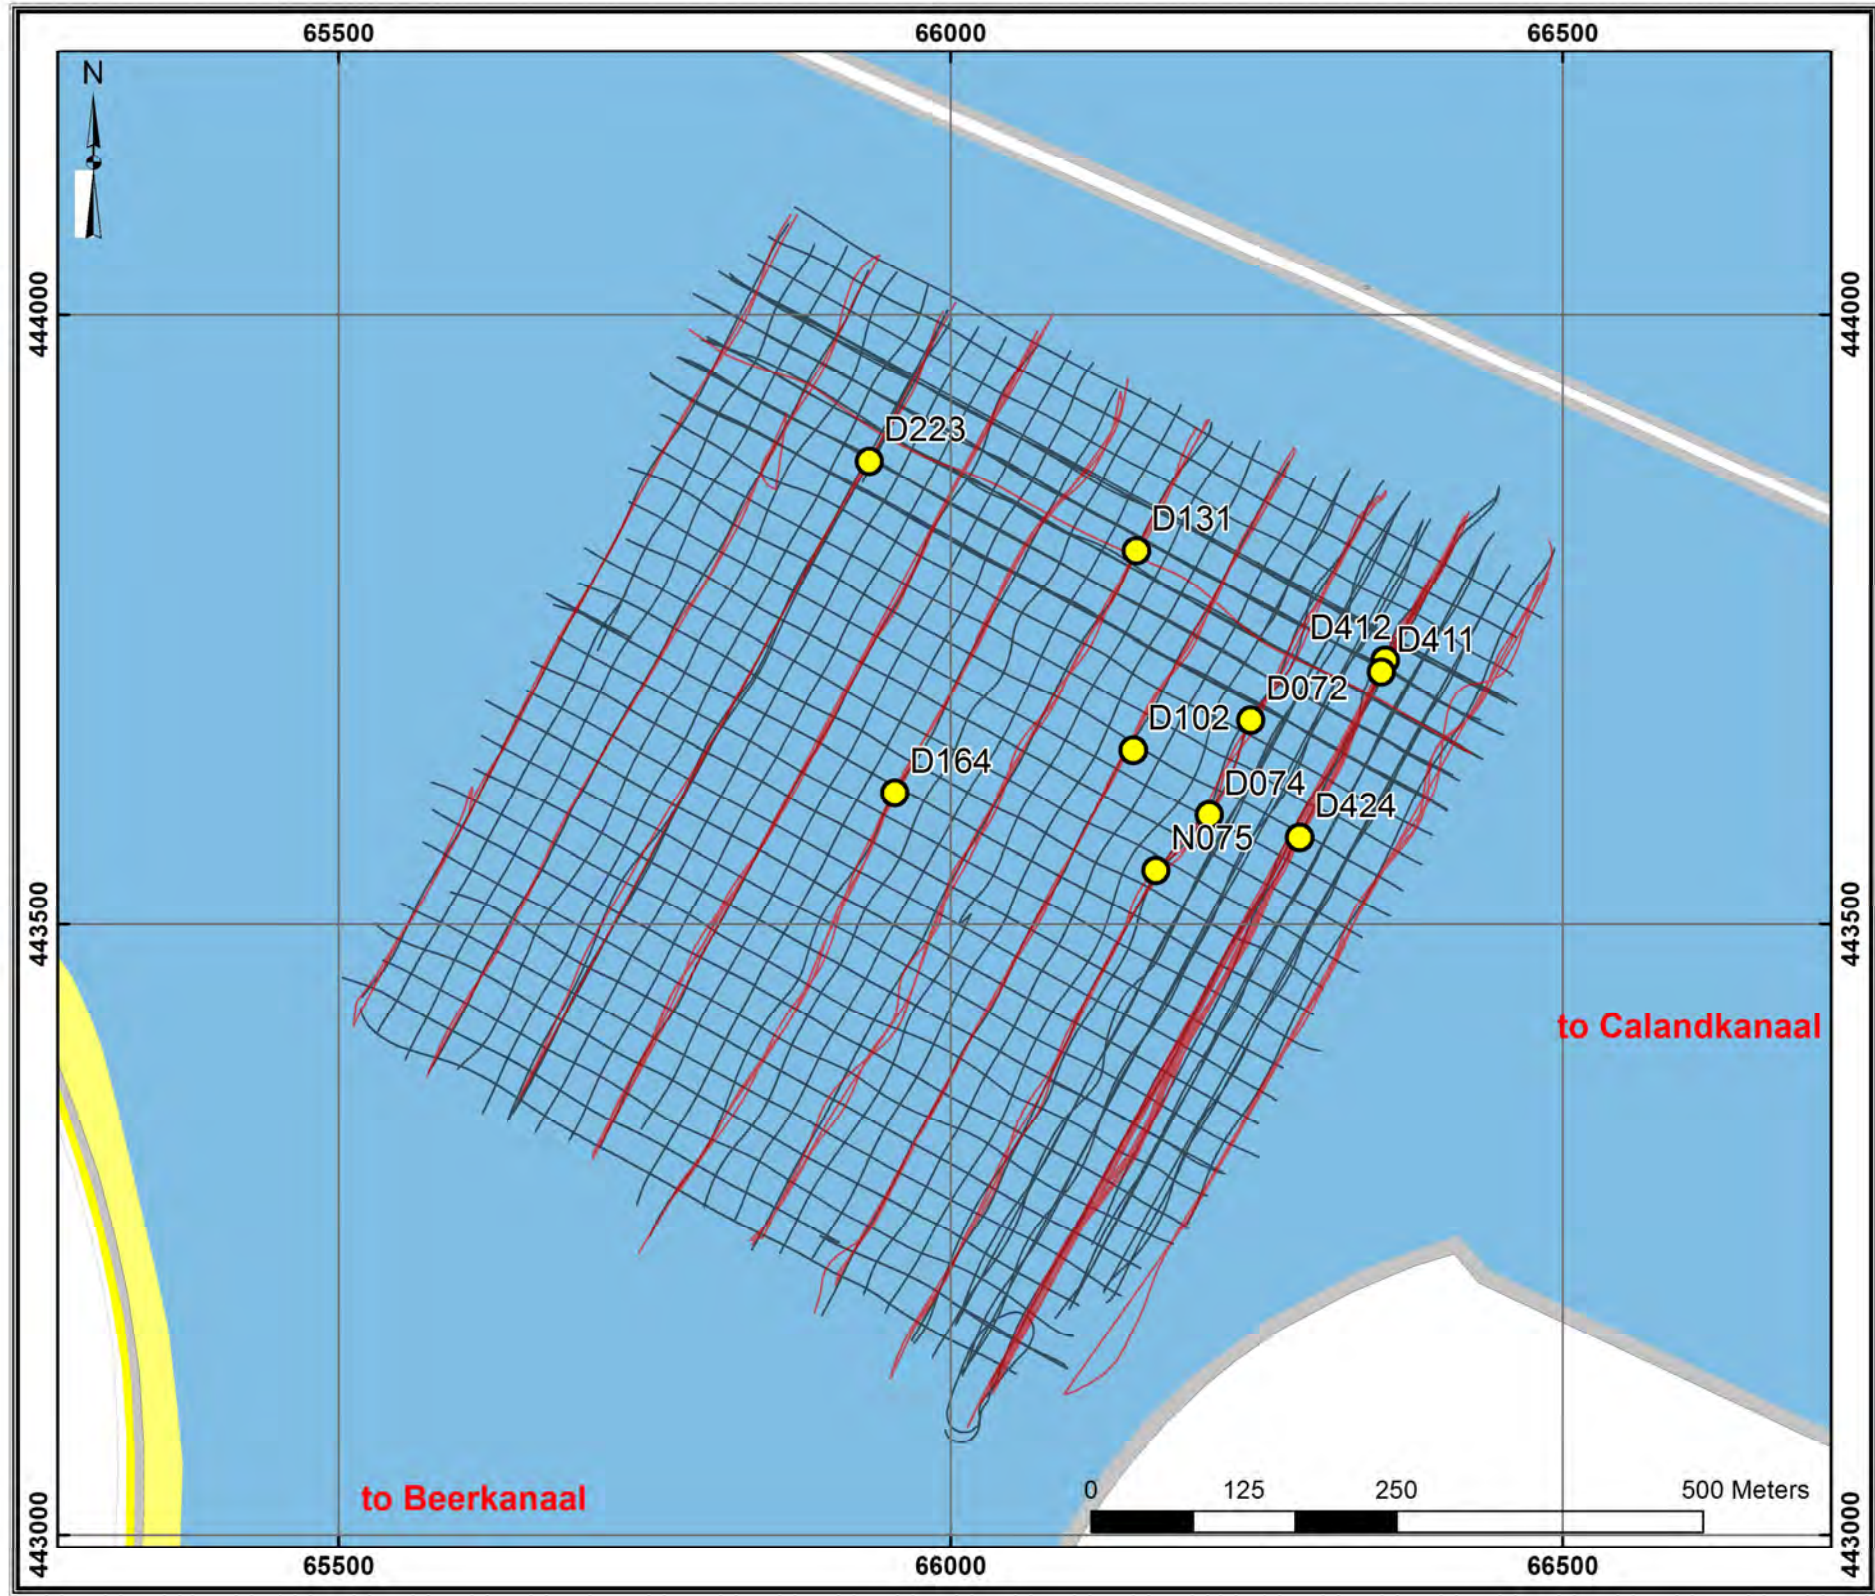 65500
66000
66500
N
444000
444000
D223
D131
D412
D411
D072
D102
D164
D074
D424
N075
443500
443500
to Calandkanaal
to Beerkanaal
0 125 250 500 Meters
443000
443000
65500
66000
66500